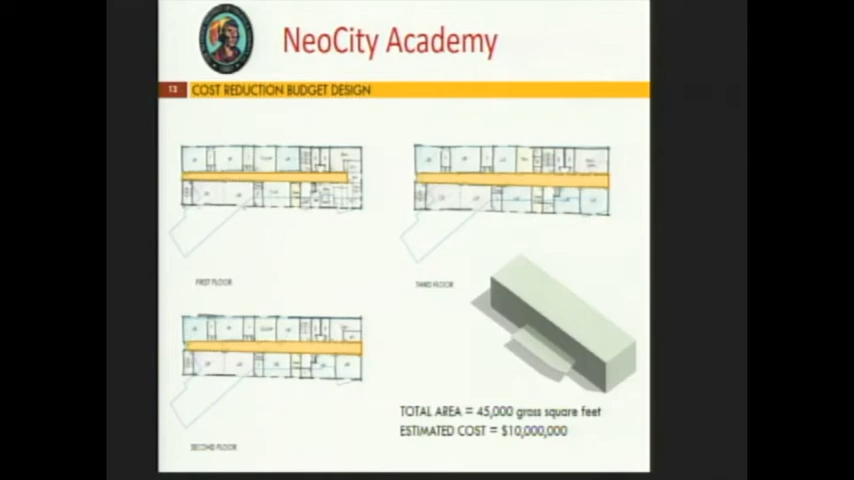 NeoCity Academy
13 COST REDUCTION BUDGET DESIGN
FIRST FLOOR
THIRD FLOOR
SECOND FLOOR
TOTAL AREA = 45,000 gross square feet
ESTIMATED COST = $10,000,000